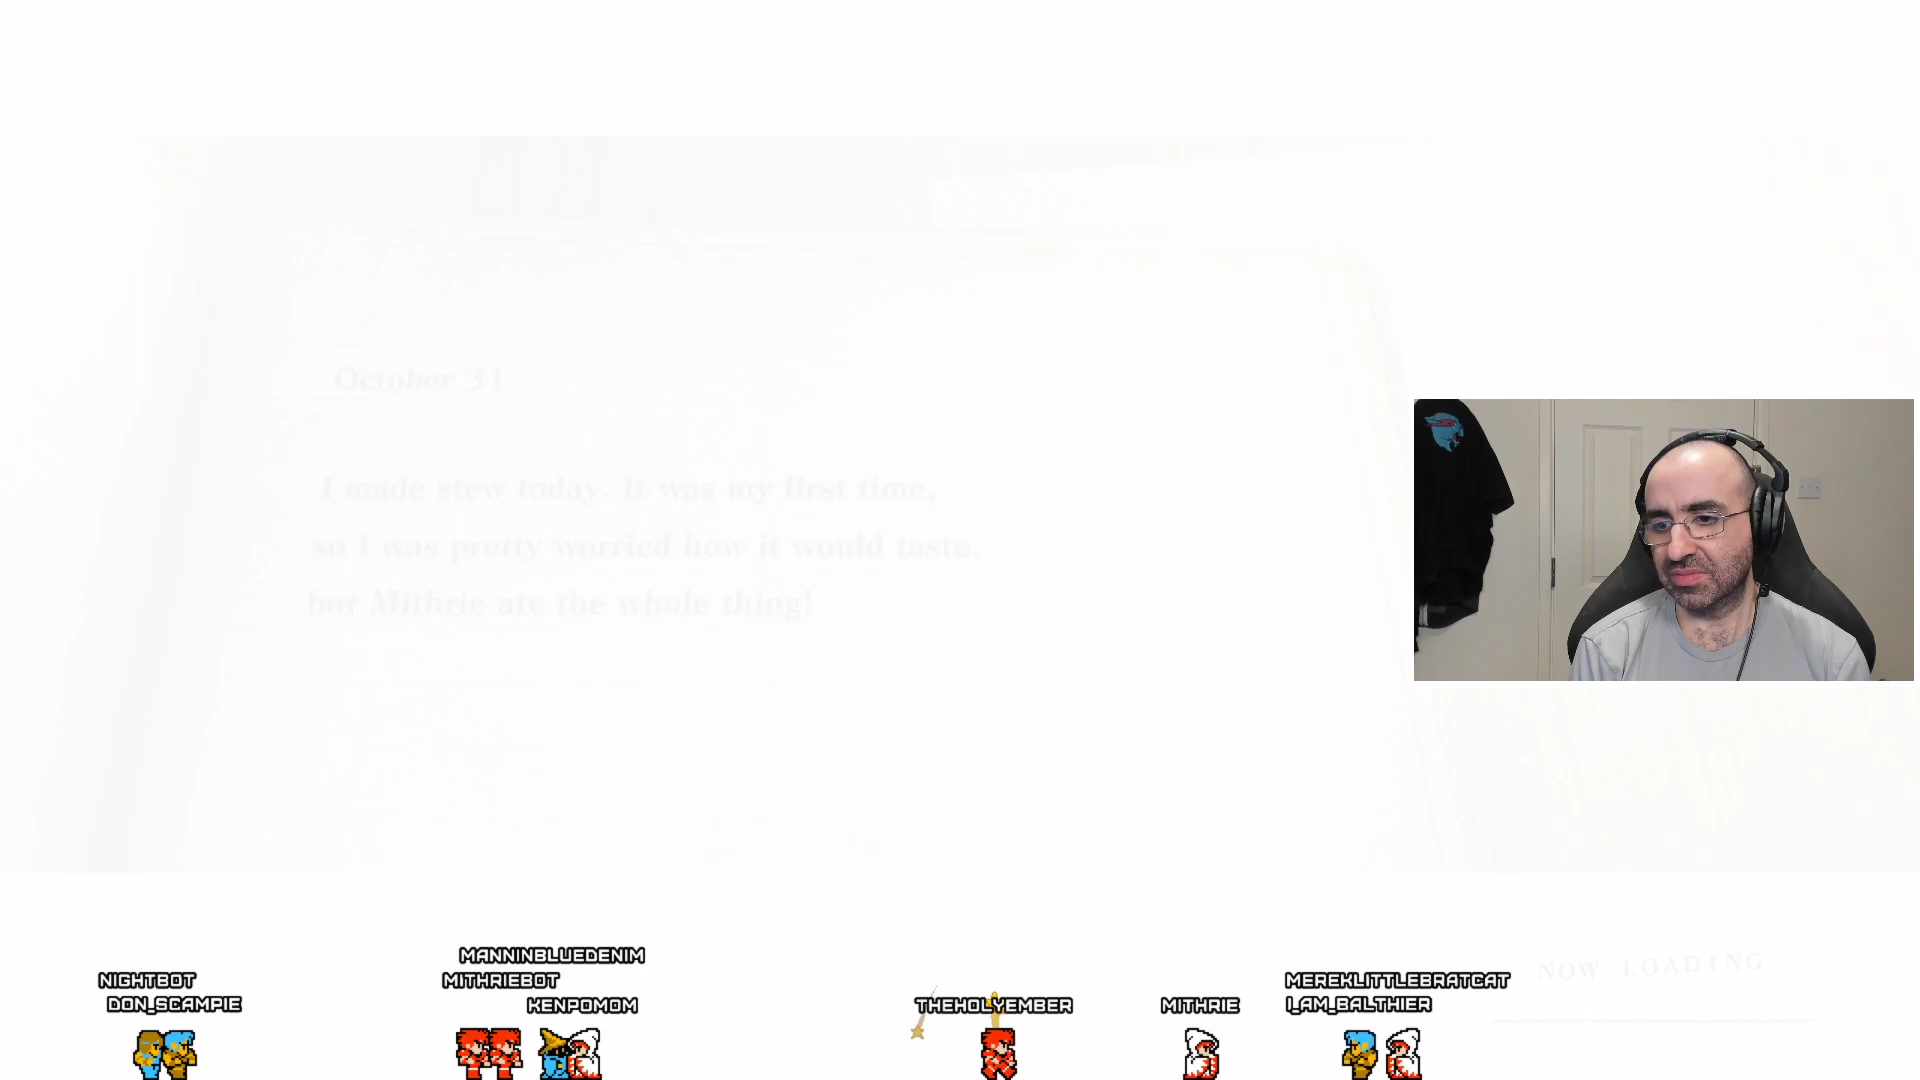 October 31
I made stew today. It was my first time,
so I was pretty worried how it would taste,
but Mithrie ate the whole thing!
MANNINBLUEDENIM
NIGHTBOT
MITHRIEBOT
MEREKLITTLEBRATCAT
DON_SCAMPIE
KENPOMOM
THEHOLYEMBER
MITHRIE
I_AM_BALTHIER
NOW LOADING